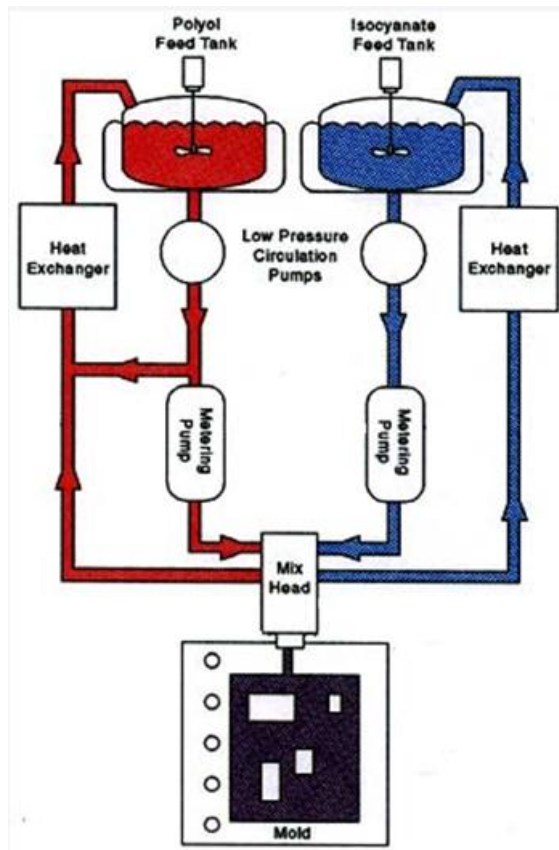 Polyol
Feed Tank
Isocyanate
Feed Tank
Heat
Exchanger
Low Pressure
Circulation
Pumps
Heat
Exchanger
Metering
Pump
Metering
Pump
Mix
Head
Mold